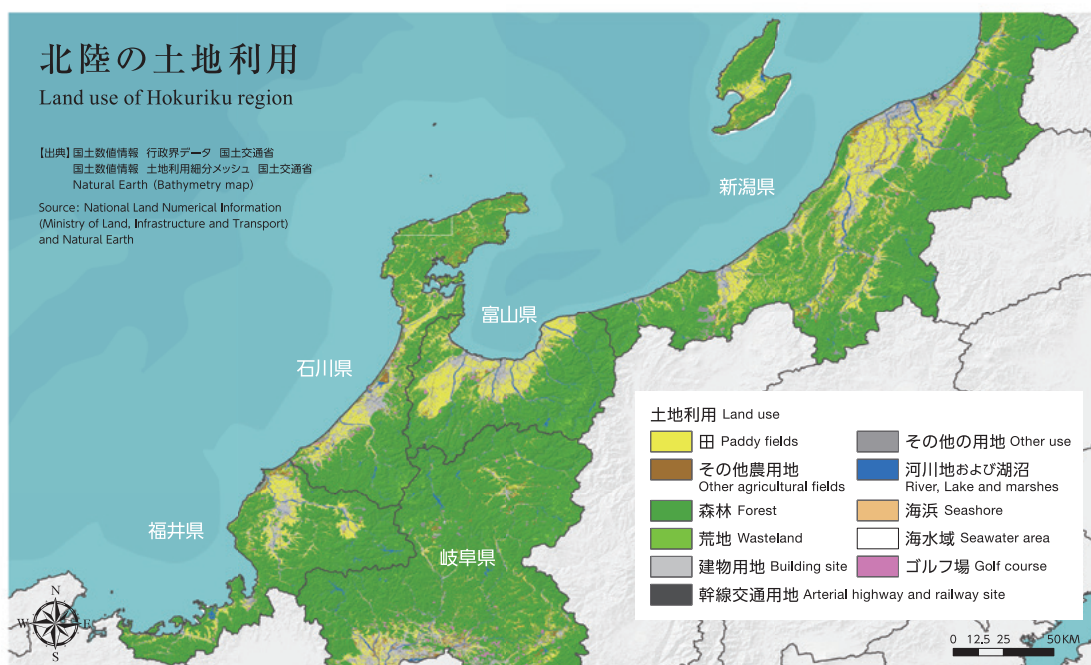 北陸の土地利用
Land use of Hokuriku region
【出典】国土数値情報 行政界データ 国土交通省
国土数値情報 土地利用細分メッシュ 国土交通省
Natural Earth (Bathymetry map)
Source: National Land Numerical Information
(Ministry of Land, Infrastructure and Transport)
and Natural Earth
新潟県
富山県
石川県
福井県
岐阜県
土地利用 Land use
田 Paddy fields
その他農用地
Other agricultural fields
森林 Forest
荒地 Wasteland
建物用地 Building site
幹線交通用地 Arterial highway and railway site
その他の用地 Other use
河川地および湖沼
River, Lake and marshes
海浜 Seashore
海水域 Seawater area
ゴルフ場 Golf course
N
W E
S
0 12.5 25 50KM